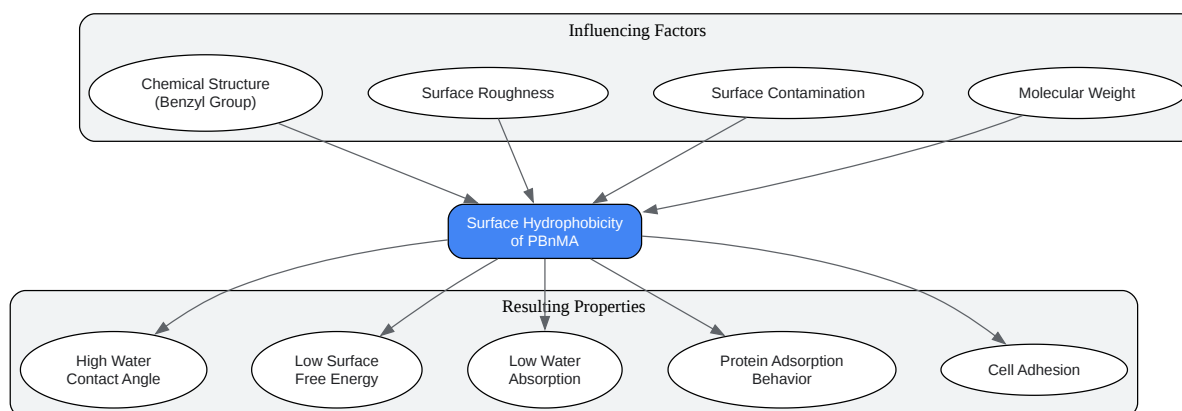 Influencing Factors
Chemical Structure
(Benzyl Group)
Surface Roughness
Surface Contamination
Molecular Weight
Surface Hydrophobicity
of PBnMA
Resulting Properties
High Water
Contact Angle
Low Surface
Free Energy
Low Water
Absorption
Protein Adsorption
Behavior
Cell Adhesion